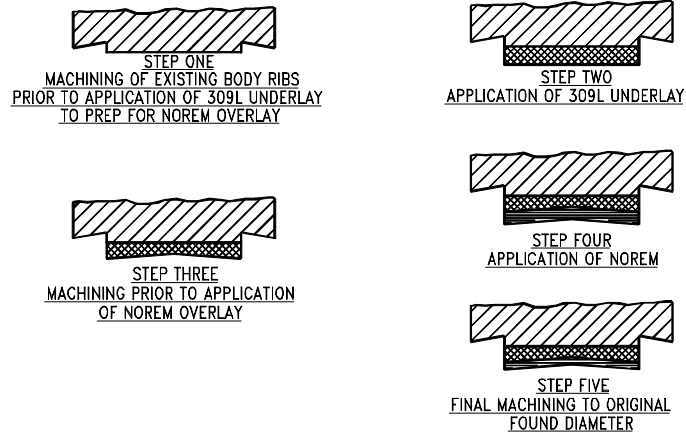 STEP ONE
MACHINING OF EXISTING BODY RIBS
PRIOR TO APPLICATION OF 309L UNDERLAY
TO PREP FOR NOREM OVERLAY
STEP TWO
APPLICATION OF 309L UNDERLAY
STEP THREE
MACHINING PRIOR TO APPLICATION
OF NOREM OVERLAY
STEP FOUR
APPLICATION OF NOREM
STEP FIVE
FINAL MACHINING TO ORIGINAL
FOUND DIAMETER